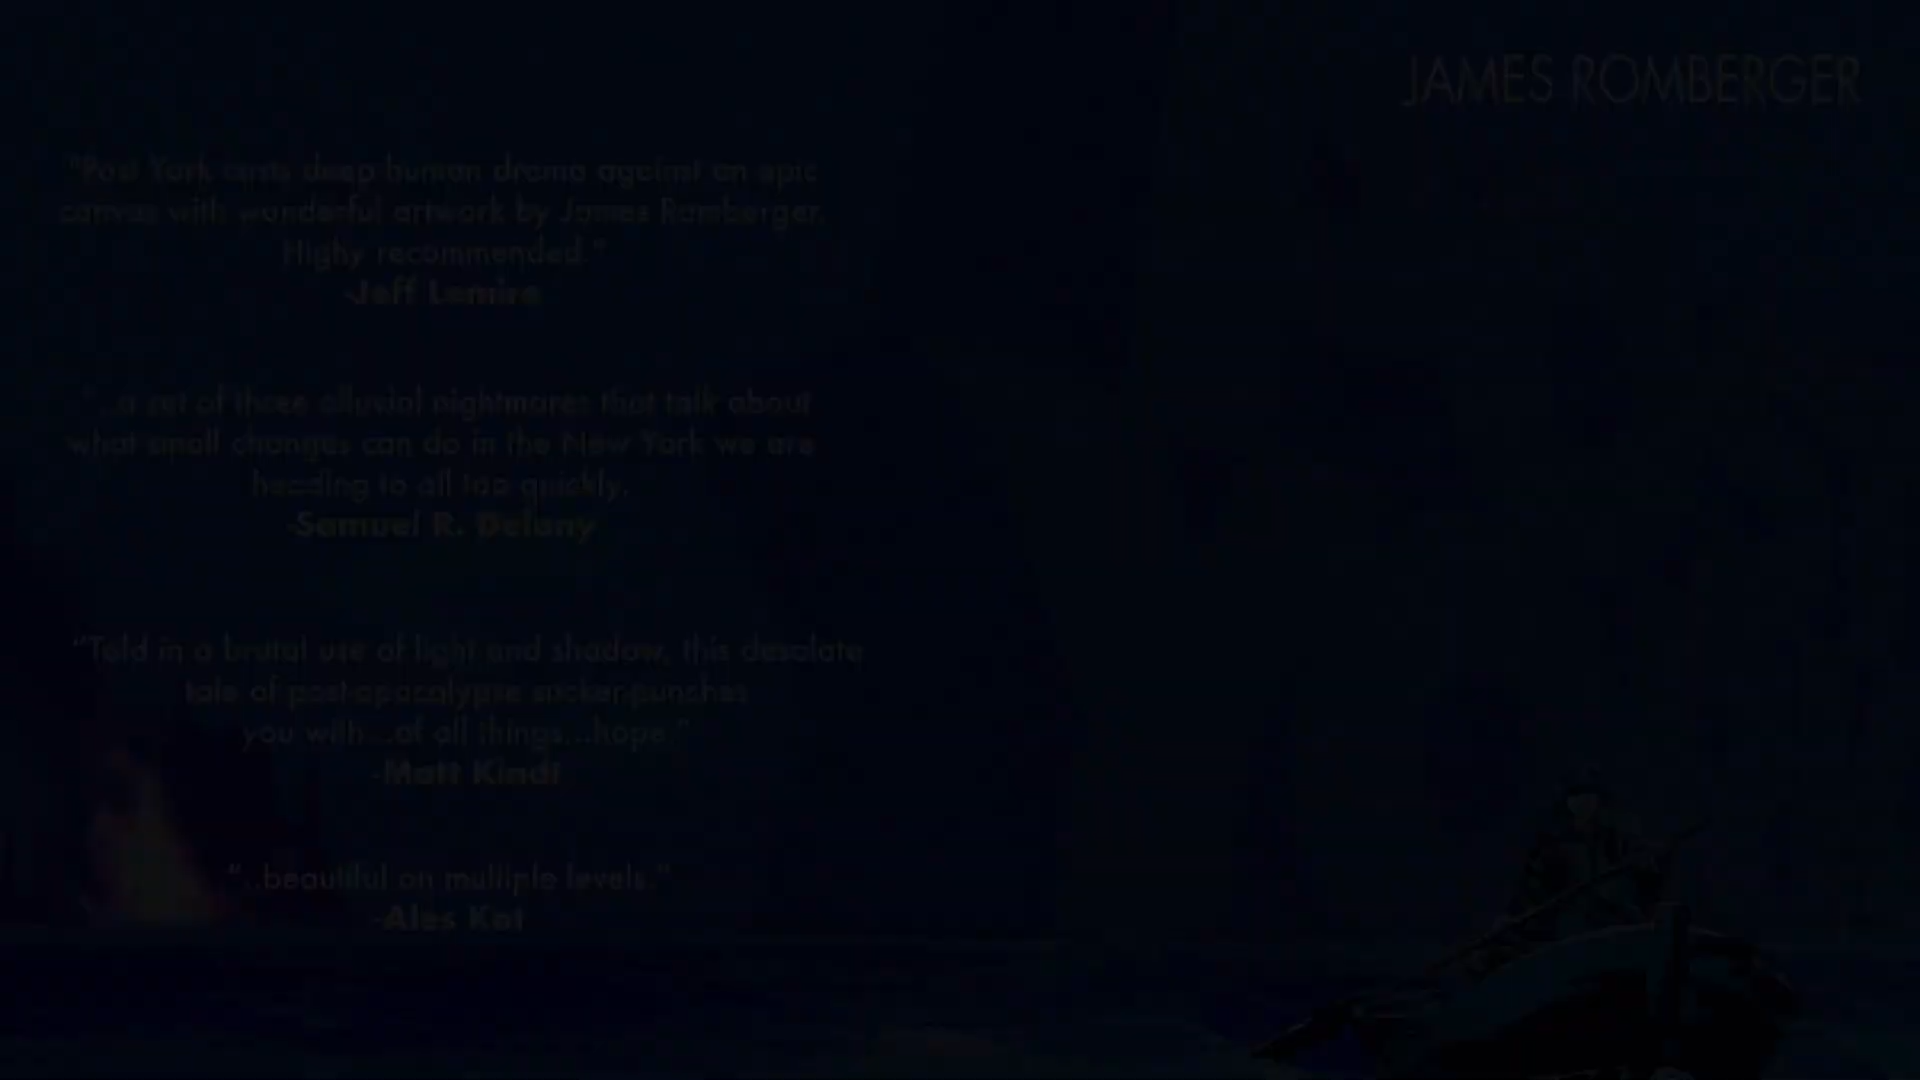 JAMES ROMBERGER
"Post York casts deep human drama against an epic
canvas with wonderful artwork by James Romberger.
Highy recommended."
-Jeff Lemire
"...a set of three alluvial nightmares that talk about
what small changes can do in the New York we are
heading to all too quickly.
-Samuel R. Delany
"Told in a brutal use of light and shadow, this desolate
tale of post-apocalypse sucker-punches
you with...of all things...hope."
-Matt Kindt
"...beautiful on multiple levels."
-Ales Kot